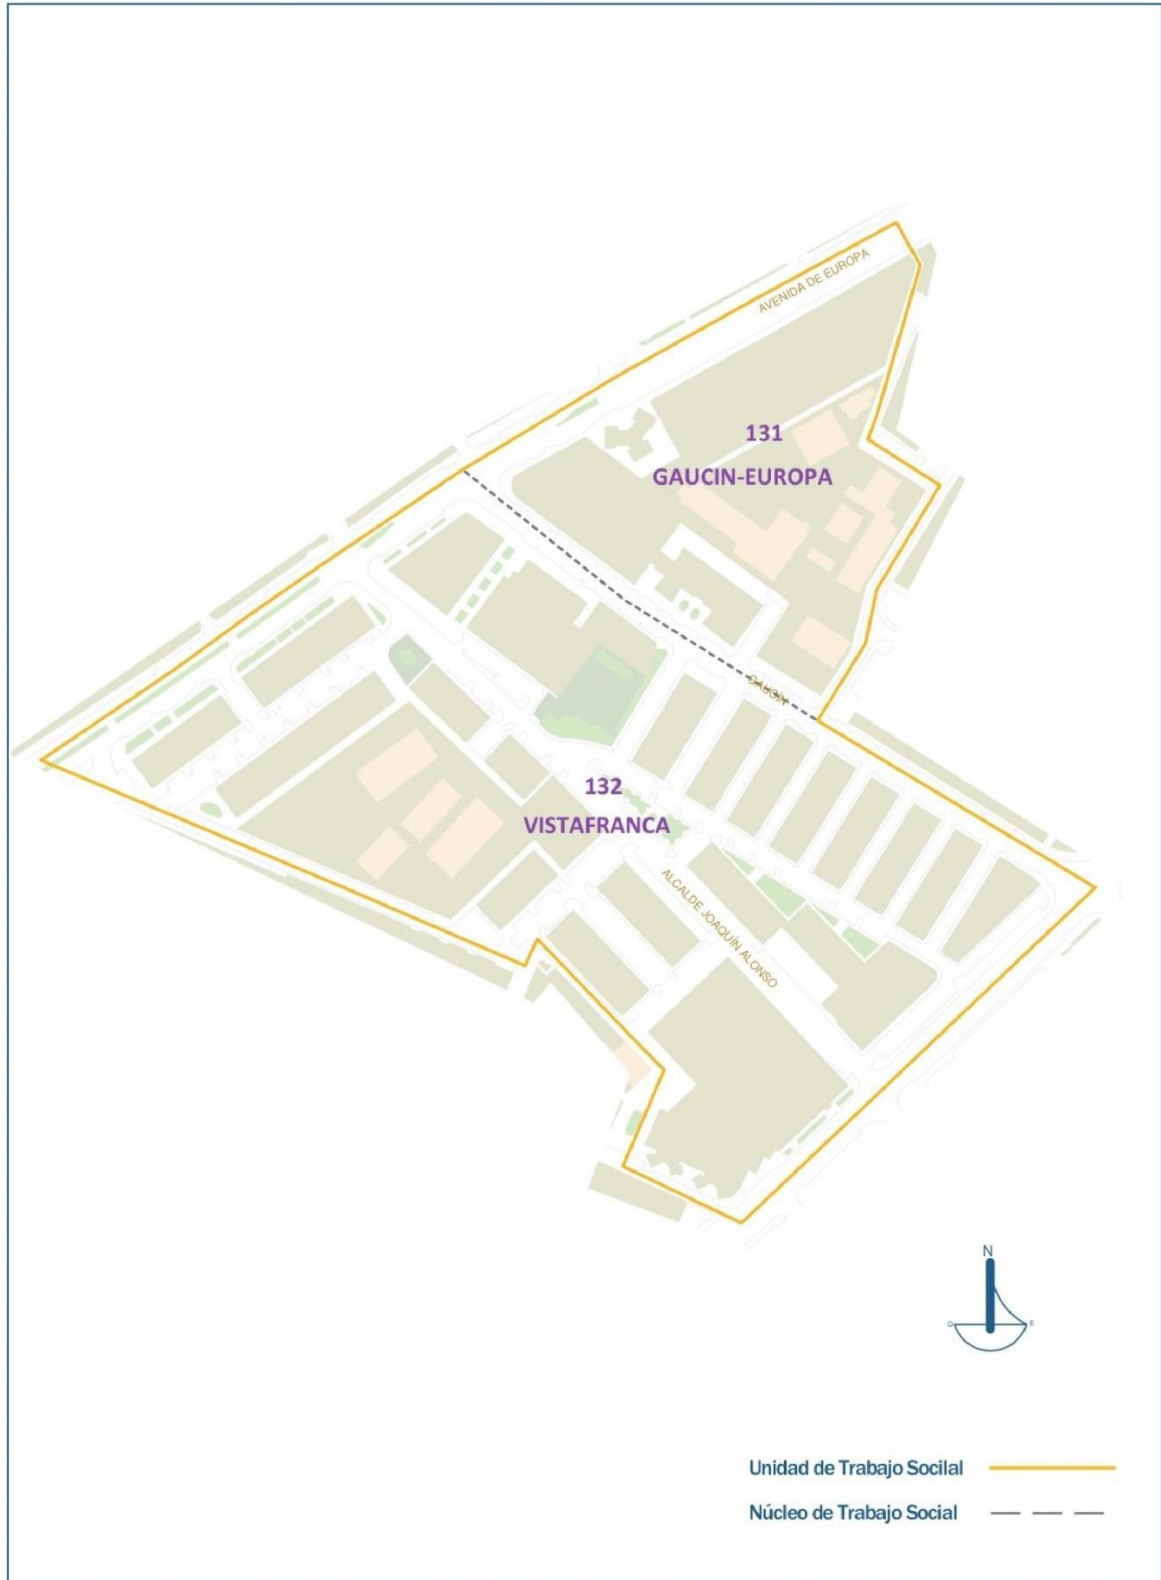 AVENIDA DE EUROPA
131
GAUCIN-EUROPA
GAUCÍN
132
VISTAFRANCA
ALCALDE JOAQUÍN ALONSO
N
O
E
Unidad de Trabajo Socilal
Núcleo de Trabajo Social